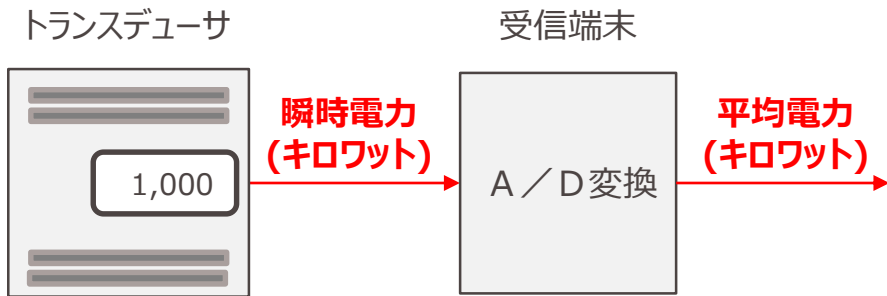 トランスデューサ
受信端末
瞬時電力
(キロワット)
平均電力
(キロワット)
1,000
A／D変換